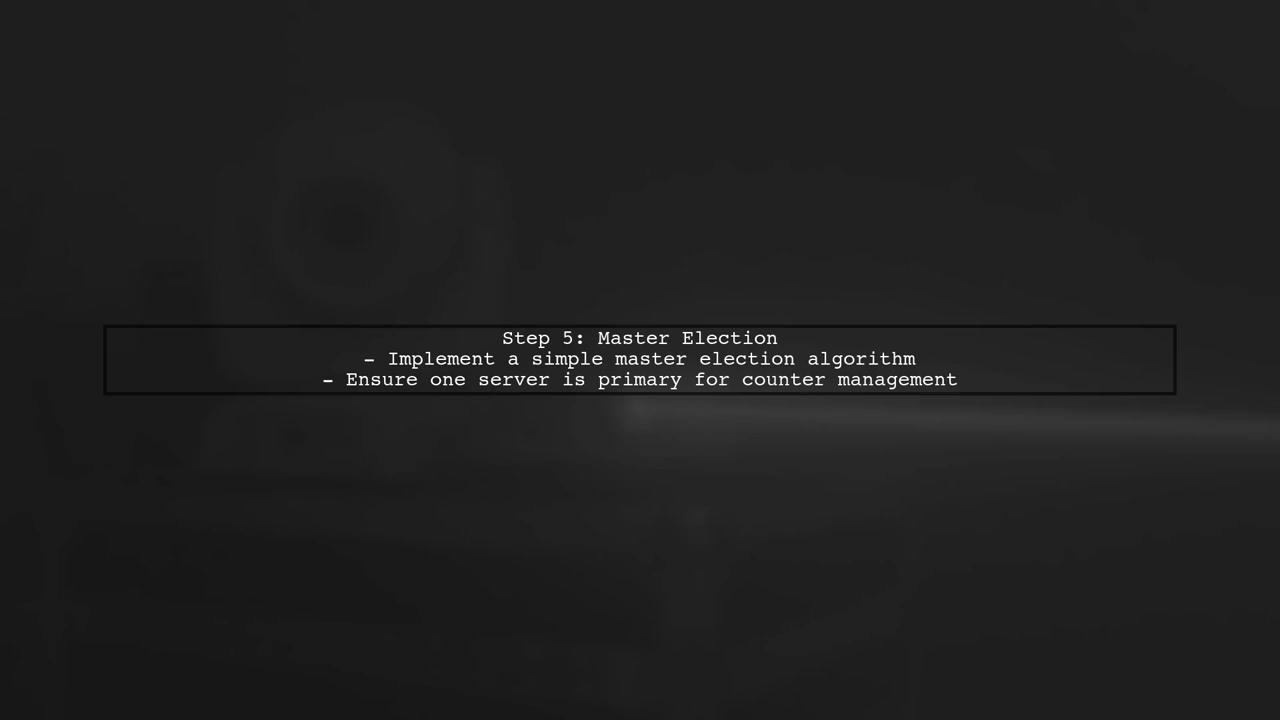 Step 5: Master Election
- Implement a simple master election algorithm
- Ensure one server is primary for counter management